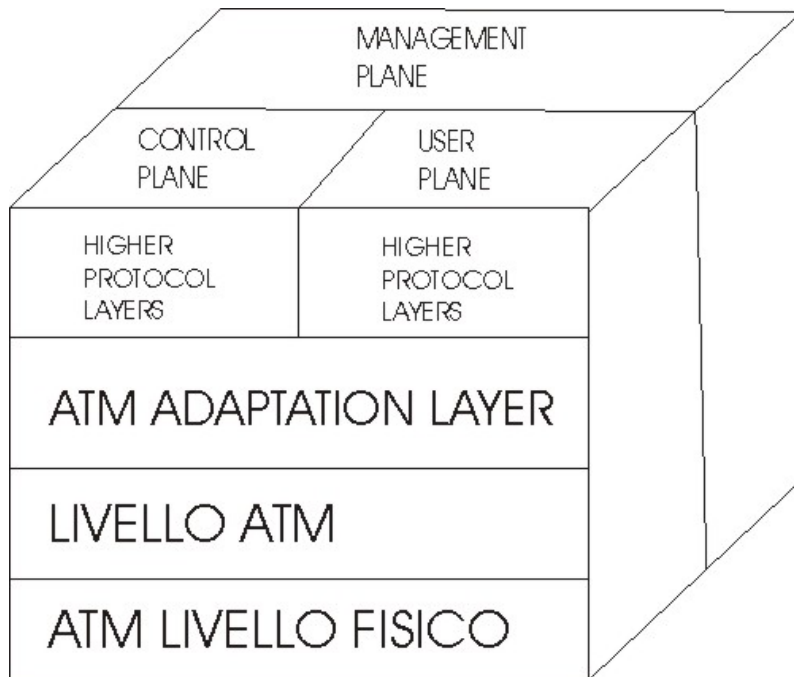 MANAGEMENT
PLANE
CONTROL
PLANE
USER
PLANE
HIGHER
PROTOCOL
LAYERS
HIGHER
PROTOCOL
LAYERS
ATM ADAPTATION LAYER
LIVELLO ATM
ATM LIVELLO FISICO